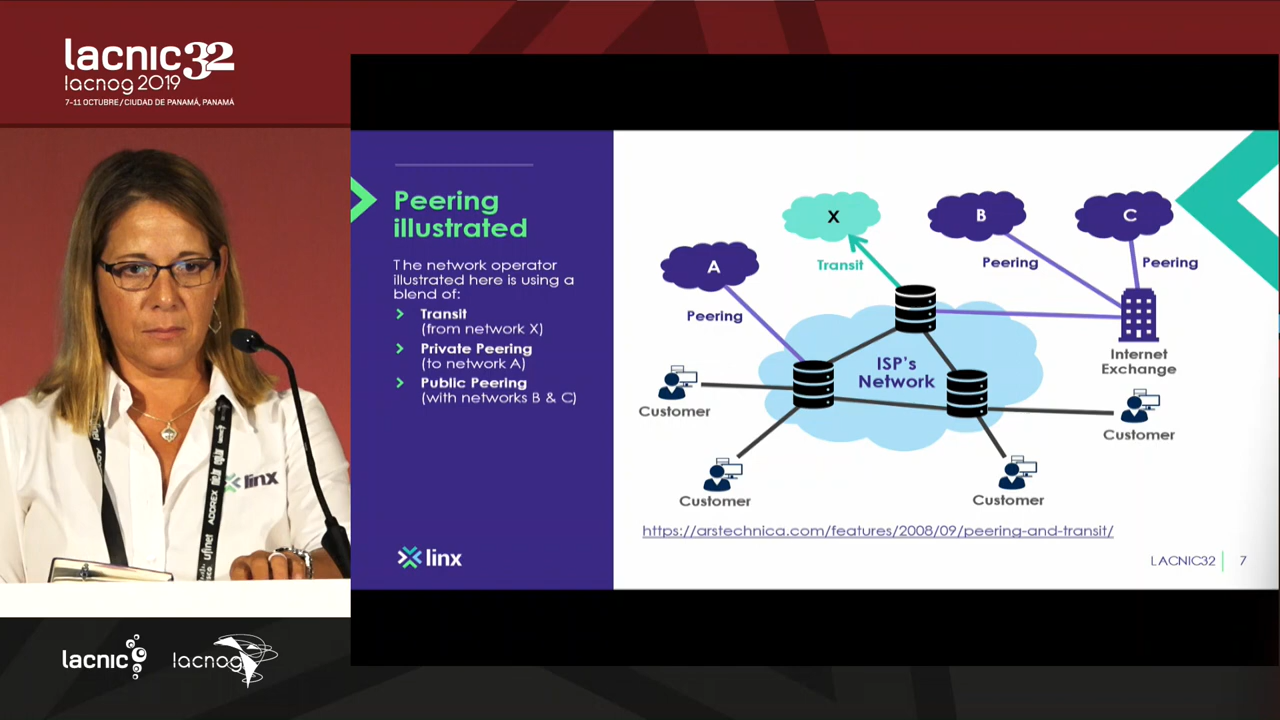 lacnic32
lacnog 2019
7-11 OCTUBRE / CIUDAD DE PANAMÁ, PANAMÁ
Peering
illustrated
The network operator
illustrated here is using a
blend of:
Transit
(from network X)
Private Peering
(to network A)
Public Peering
(with networks B & C)
linx
A
X
B
C
Peering
Transit
Peering
Peering
ISP's
Network
Internet
Exchange
Customer
Customer
Customer
Customer
https://arstechnica.com/features/2008/09/peering-and-transit/
LACNIC32
7
linx
ADDREX
ufinet
lacnic
lacnog